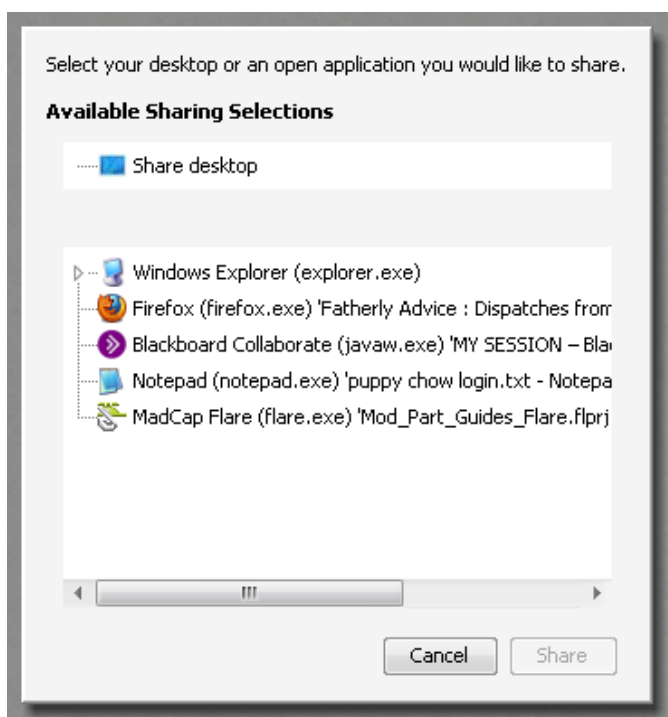 Select your desktop or an open application you would like to share.
Available Sharing Selections
Share desktop
Windows Explorer (explorer.exe)
Firefox (firefox.exe) 'Fatherly Advice : Dispatches from
Blackboard Collaborate (javaw.exe) 'MY SESSION – Bla
Notepad (notepad.exe) 'puppy chow login.txt - Notepa
MadCap Flare (flare.exe) 'Mod_Part_Guides_Flare.flprj
Cancel
Share